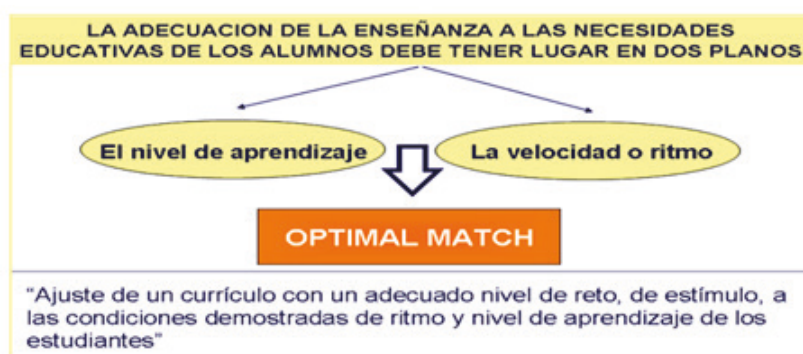 LA ADECUACION DE LA ENSEÑANZA A LAS NECESIDADES
EDUCATIVAS DE LOS ALUMNOS DEBE TENER LUGAR EN DOS PLANOS
El nivel de aprendizaje
La velocidad o ritmo
OPTIMAL MATCH
“Ajuste de un currículo con un adecuado nivel de reto, de estímulo, a
las condiciones demostradas de ritmo y nivel de aprendizaje de los
estudiantes”